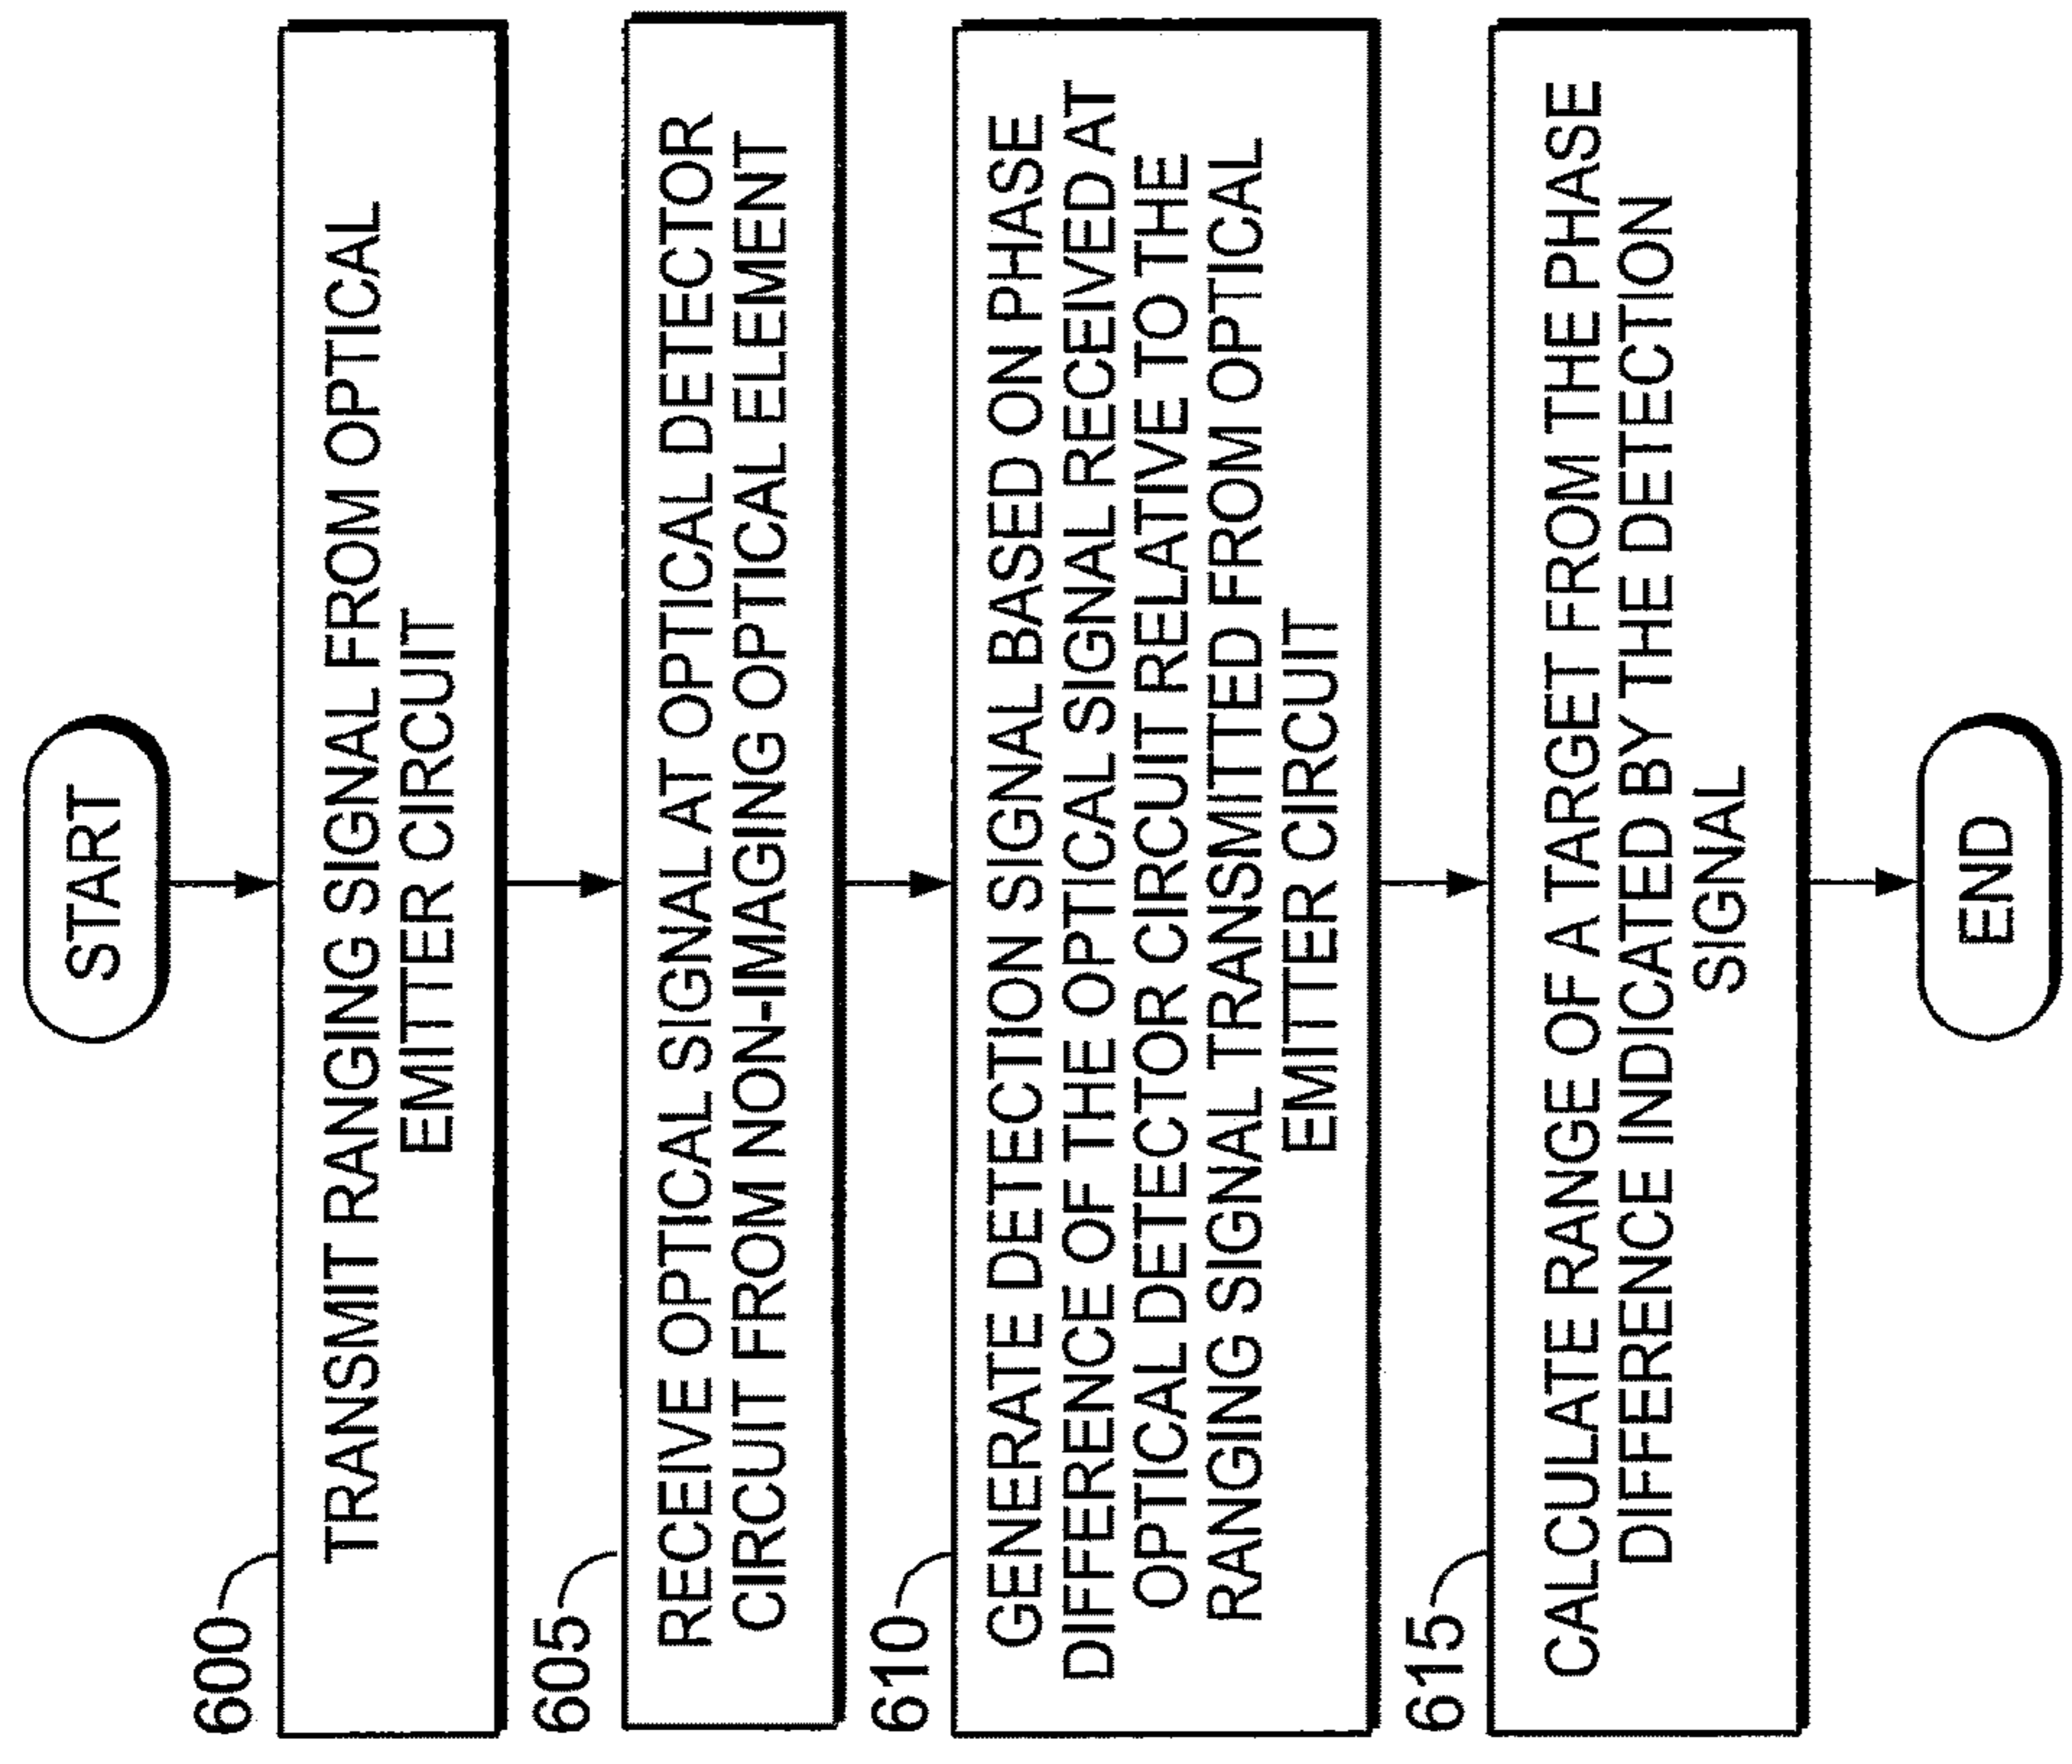 START
600
TRANSMIT RANGING SIGNAL FROM OPTICAL
EMITTER CIRCUIT
605
RECEIVE OPTICAL SIGNAL AT OPTICAL DETECTOR
CIRCUIT FROM NON-IMAGING OPTICAL ELEMENT
610
GENERATE DETECTION SIGNAL BASED ON PHASE
DIFFERENCE OF THE OPTICAL SIGNAL RECEIVED AT
OPTICAL DETECTOR CIRCUIT RELATIVE TO THE
RANGING SIGNAL TRANSMITTED FROM OPTICAL
EMITTER CIRCUIT
615
CALCULATE RANGE OF A TARGET FROM THE PHASE
DIFFERENCE INDICATED BY THE DETECTION
SIGNAL
END